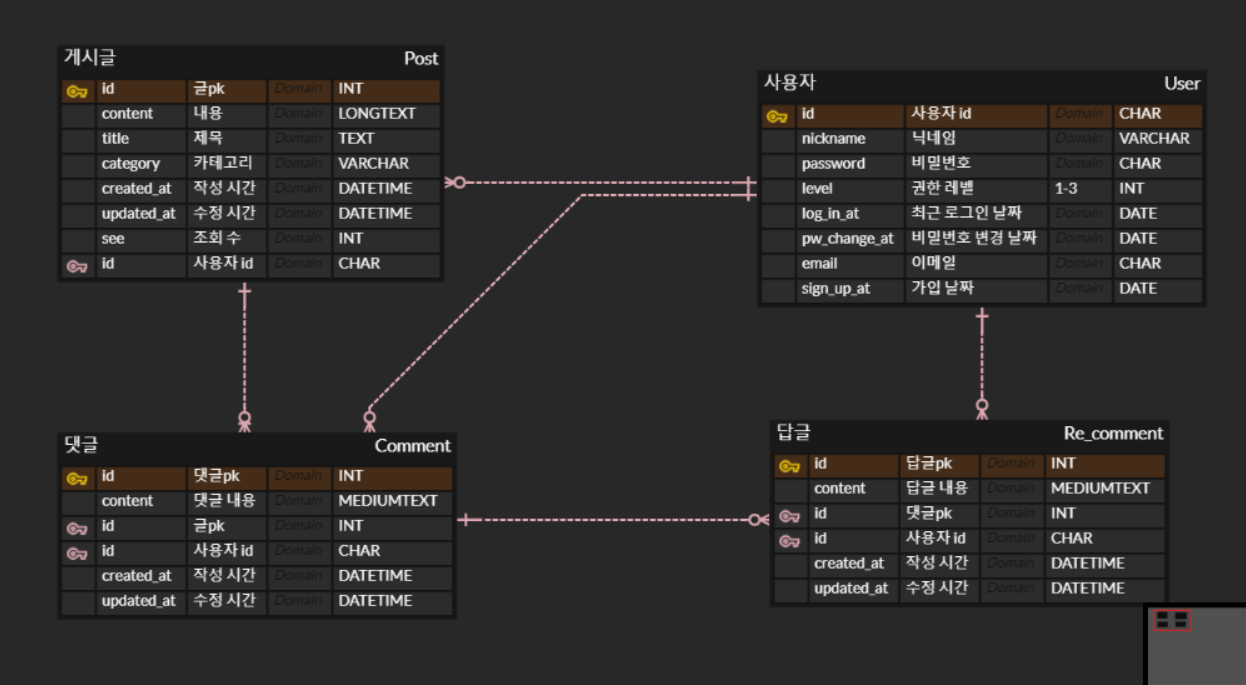 게시글 Post
id 글pk Domain INT
content 내용 Domain LONGTEXT
title 제목 Domain TEXT
category 카테고리 Domain VARCHAR
created_at 작성 시간 Domain DATETIME
updated_at 수정 시간 Domain DATETIME
see 조회 수 Domain INT
id 사용자 id Domain CHAR
사용자 User
id 사용자 id Domain CHAR
nickname 닉네임 Domain VARCHAR
password 비밀번호 Domain CHAR
level 권한 레벨 1-3 INT
log_in_at 최근 로그인 날짜 Domain DATE
pw_change_at 비밀번호 변경 날짜 Domain DATE
email 이메일 Domain CHAR
sign_up_at 가입 날짜 Domain DATE
댓글 Comment
id 댓글pk Domain INT
content 댓글 내용 Domain MEDIUMTEXT
id 글pk Domain INT
id 사용자 id Domain CHAR
created_at 작성 시간 Domain DATETIME
updated_at 수정 시간 Domain DATETIME
답글 Re_comment
id 답글pk Domain INT
content 답글 내용 Domain MEDIUMTEXT
id 댓글pk Domain INT
id 사용자 id Domain CHAR
created_at 작성 시간 Domain DATETIME
updated_at 수정 시간 Domain DATETIME